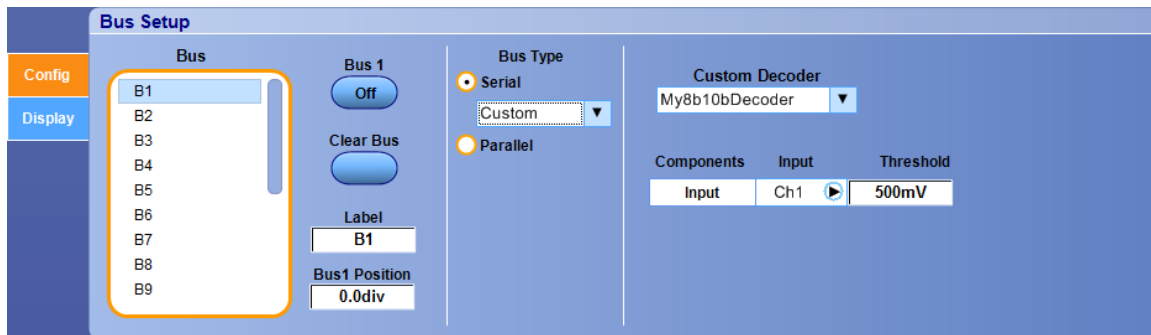 Bus Setup
Config
Display
Bus
B1
B2
B3
B4
B5
B6
B7
B8
B9
Bus 1
Off
Clear Bus
Label
B1
Bus1 Position
0.0div
Bus Type
Serial
Custom
Parallel
Custom Decoder
My8b10bDecoder
Components Input Threshold
Input Ch1 500mV